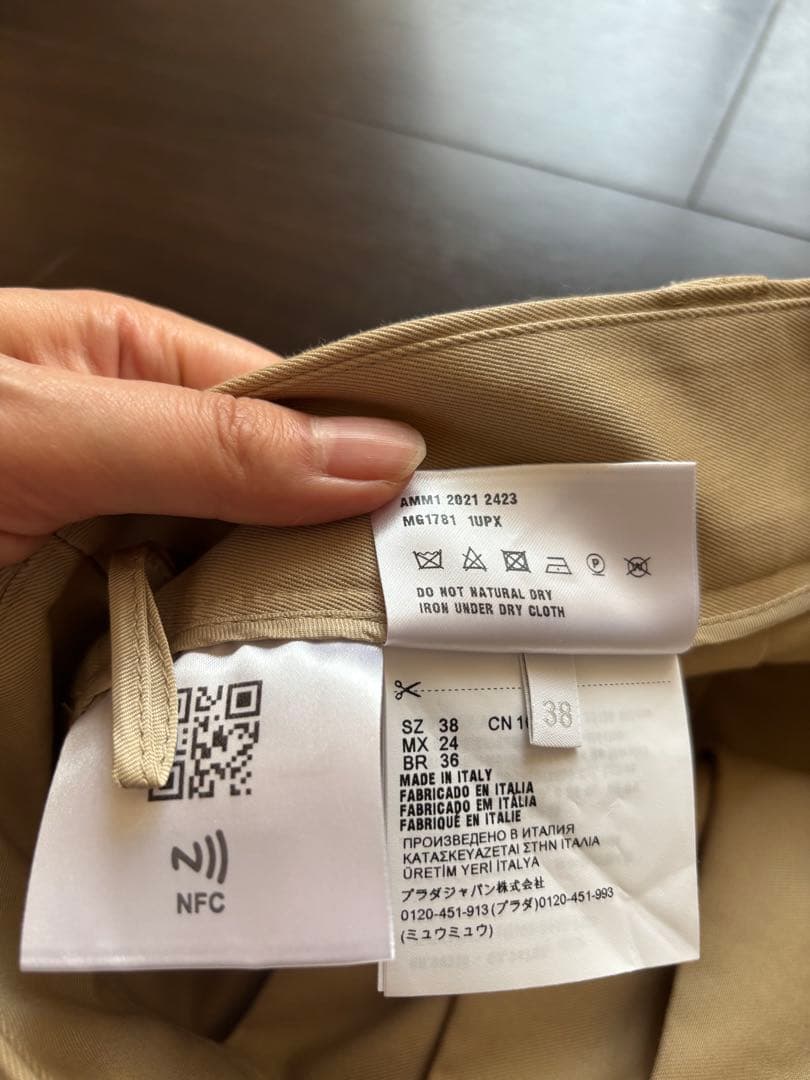 AMM1 2021 2423
MG1781 1UPX
P
W
DO NOT NATURAL DRY
IRON UNDER DRY CLOTH
38
SZ 38 CN
MX 24
BR 36
MADE IN ITALY
FABRICADO EN ITALIA
FABRICADO EM ITÁLIA
FABRIQUÉ EN ITALIE
ПРОИЗВЕДЕНО В ИТАЛИЯ
ΚΑΤΑΣΚΕΥΑΖΕΤΑΙ ΣΤΗΝ ΙΤΑΛΙΑ
ÜRETİM YERİ İTALYA
プラダジャパン株式会社
0120-451-913(プラダ)0120-451-993
(ミュウミュウ)
NFC